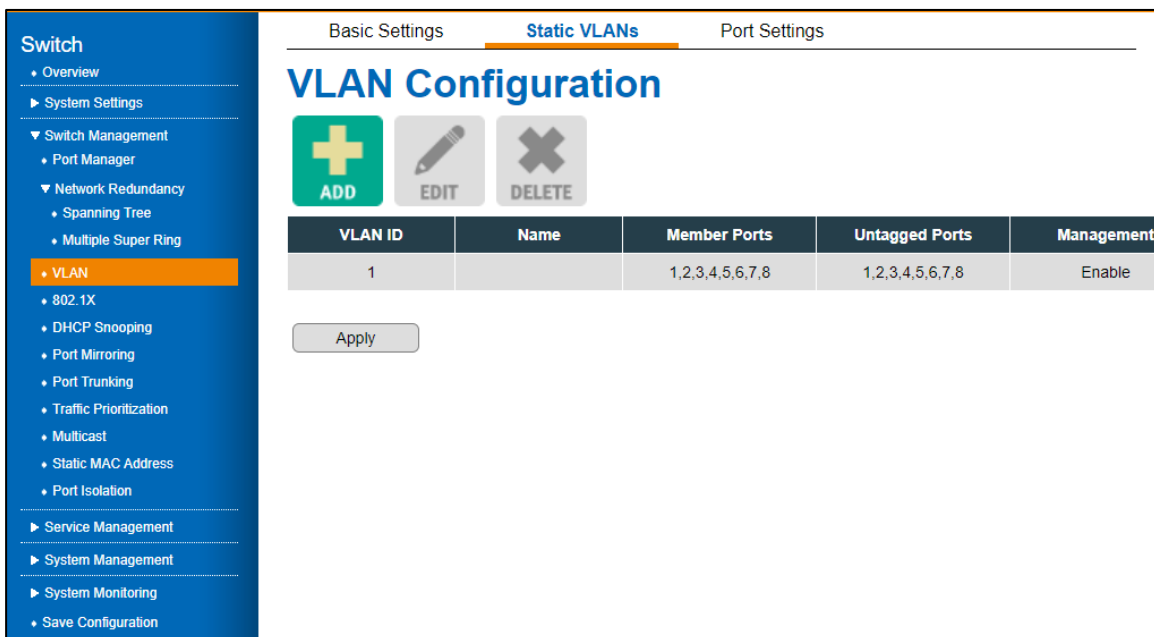 Switch
Overview
System Settings
Switch Management
Port Manager
Network Redundancy
Spanning Tree
Multiple Super Ring
VLAN
802.1X
DHCP Snooping
Port Mirroring
Port Trunking
Traffic Prioritization
Multicast
Static MAC Address
Port Isolation
Service Management
System Management
System Monitoring
Save Configuration
Basic Settings Static VLANs Port Settings
VLAN Configuration
ADD EDIT DELETE
VLAN ID Name Member Ports Untagged Ports Management
1 1,2,3,4,5,6,7,8 1,2,3,4,5,6,7,8 Enable
Apply